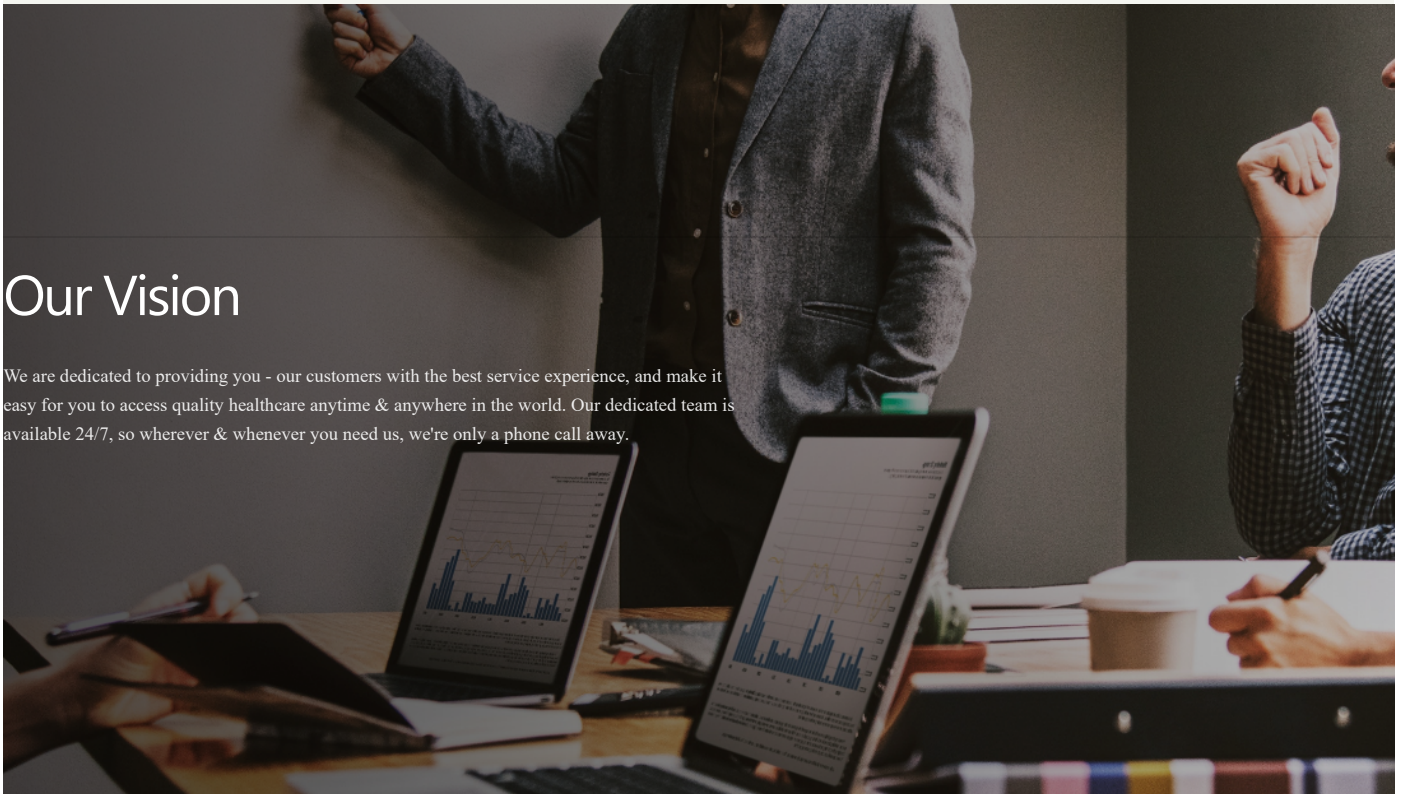 Our Vision
We are dedicated to providing you - our customers with the best service experience, and make it
easy for you to access quality healthcare anytime & anywhere in the world. Our dedicated team is
available 24/7, so wherever & whenever you need us, we're only a phone call away.